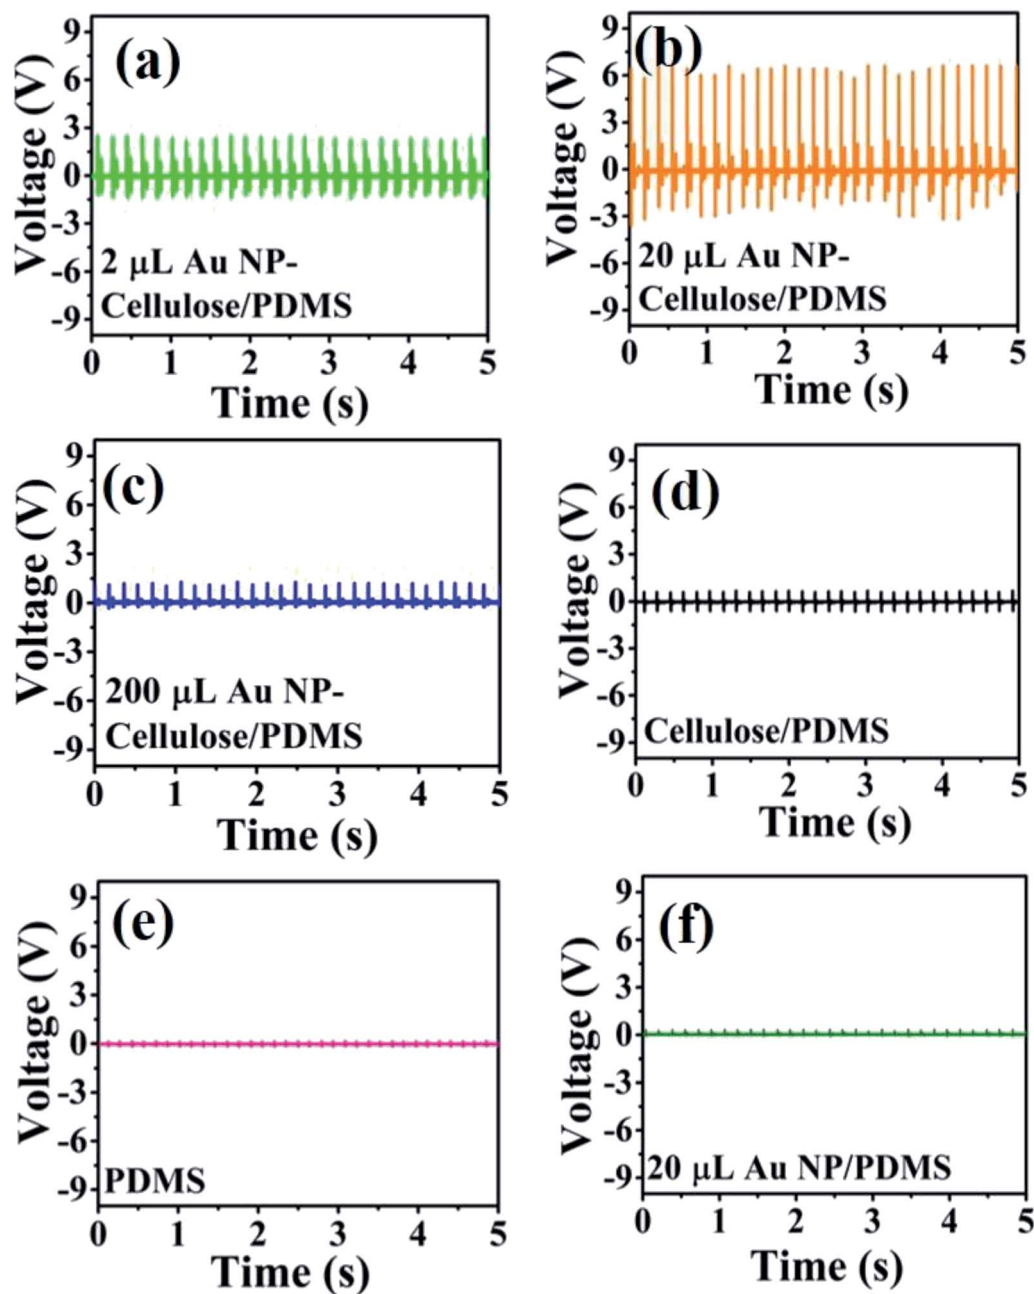 (a)
Voltage (V)
9
6
3
0
-3
-6
-9
2 μL Au NP-
Cellulose/PDMS
0 1 2 3 4 5
Time (s)
(b)
Voltage (V)
9
6
3
0
-3
-6
-9
20 μL Au NP-
Cellulose/PDMS
0 1 2 3 4 5
Time (s)
(c)
Voltage (V)
9
6
3
0
-3
-6
-9
200 μL Au NP-
Cellulose/PDMS
0 1 2 3 4 5
Time (s)
(d)
Voltage (V)
9
6
3
0
-3
-6
-9
Cellulose/PDMS
0 1 2 3 4 5
Time (s)
(e)
Voltage (V)
9
6
3
0
-3
-6
-9
PDMS
0 1 2 3 4 5
Time (s)
(f)
Voltage (V)
9
6
3
0
-3
-6
-9
20 μL Au NP/PDMS
0 1 2 3 4 5
Time (s)